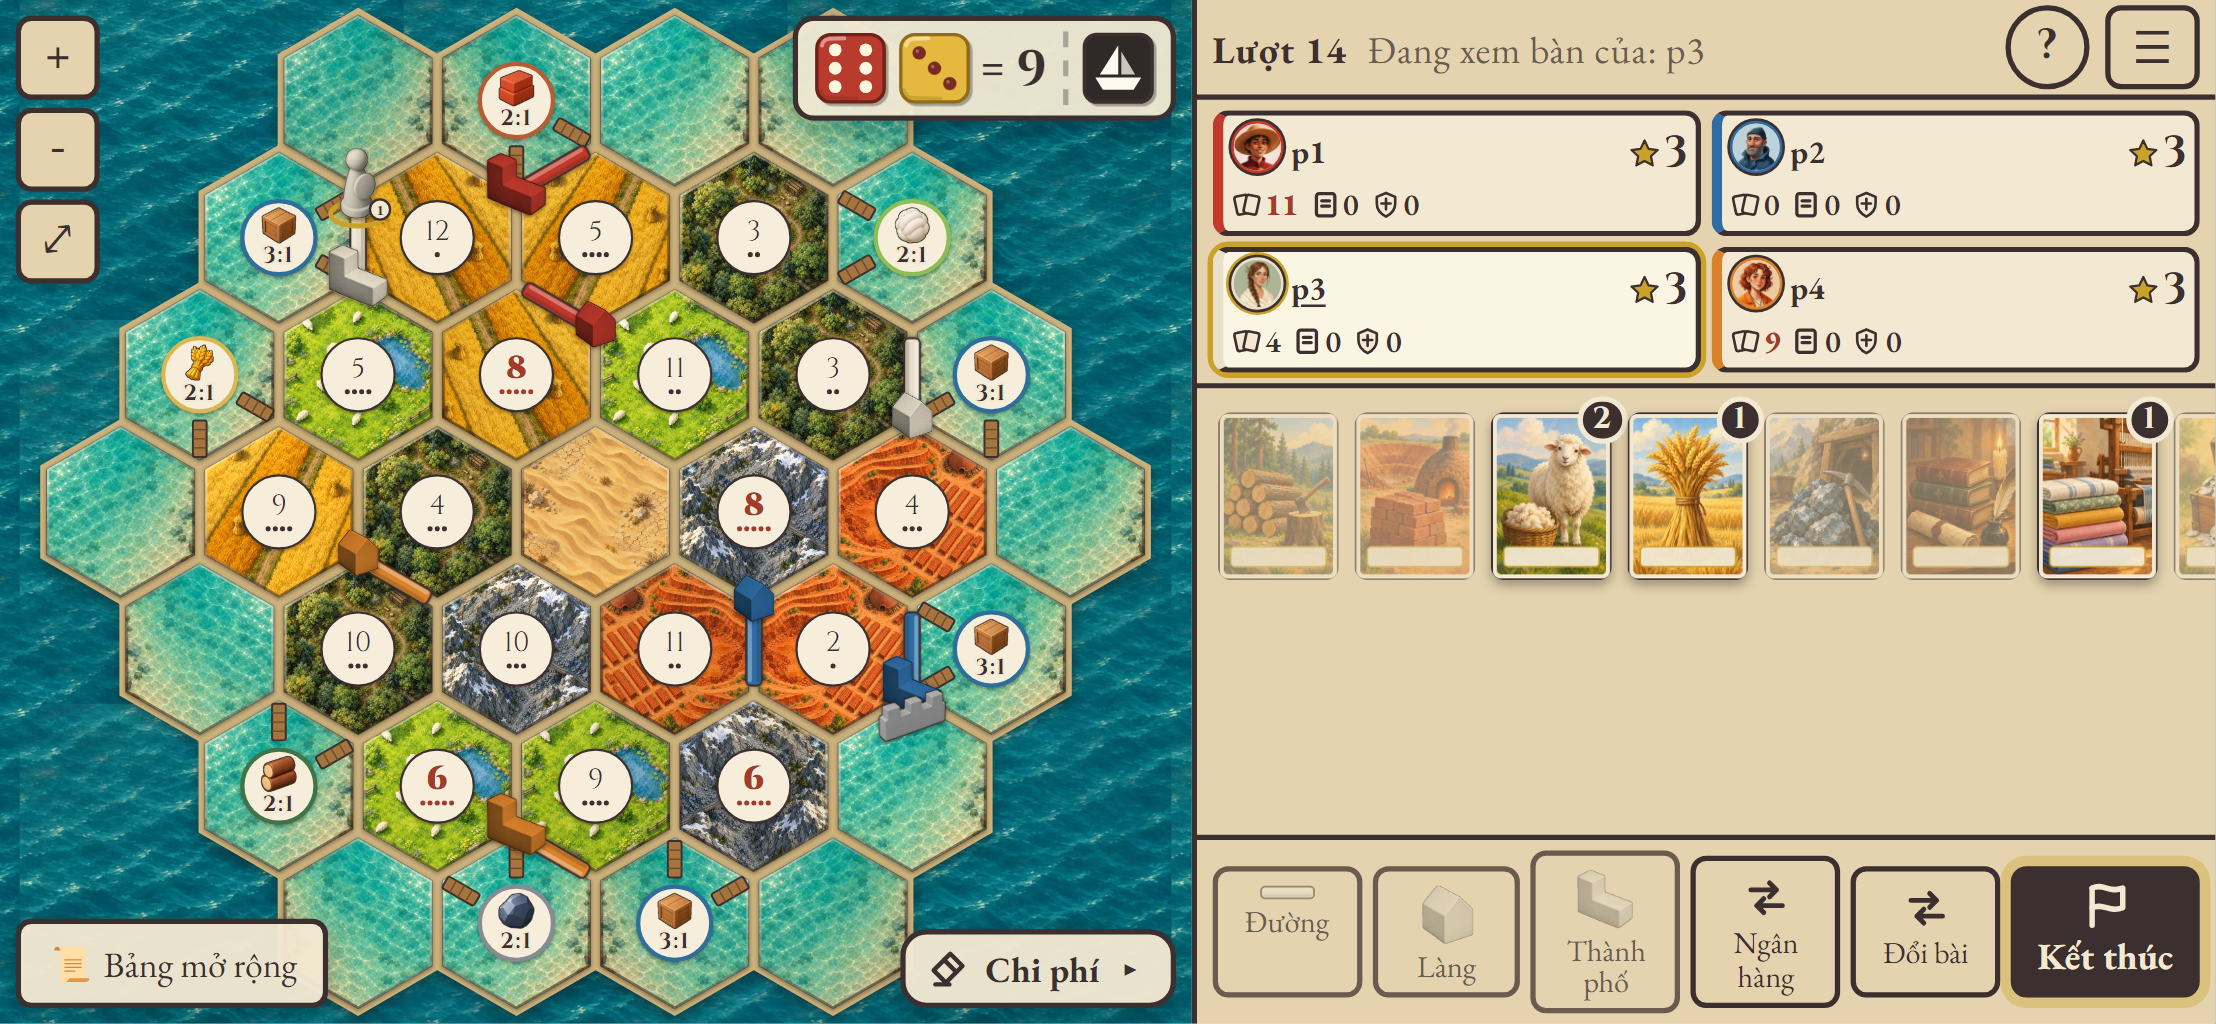 +
-
= 9
2:1
3:1
1
12
5
3
2:1
2:1
5
8
11
3
3:1
9
4
8
4
10
10
11
2
3:1
2:1
6
9
6
2:1
3:1
Bảng mở rộng
Chi phí
Lượt 14 Đang xem bàn của: p3
?
p1 3
11 0 0
p2 3
0 0 0
p3 3
4 0 0
p4 3
9 0 0
2 1 1
Đường
Làng
Thành
phố
Ngân
hàng
Đổi bài
Kết thúc